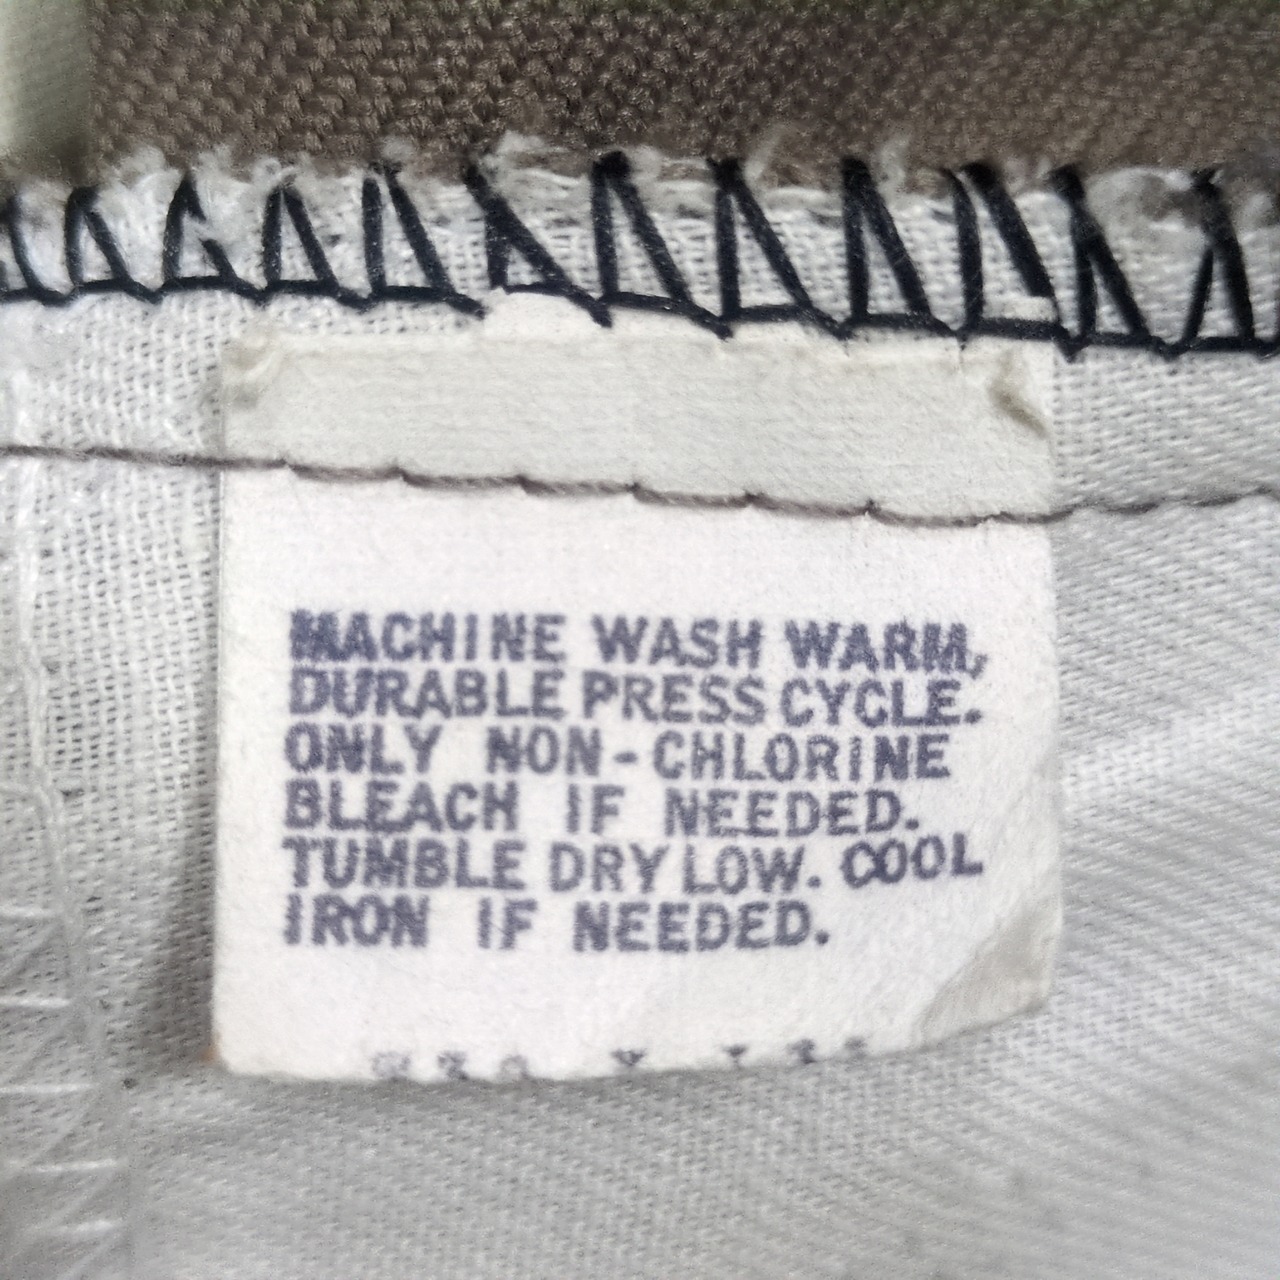 MACHINE WASH WARM,
DURABLE PRESS CYCLE.
ONLY NON-CHLORINE
BLEACH IF NEEDED.
TUMBLE DRY LOW. COOL
IRON IF NEEDED.